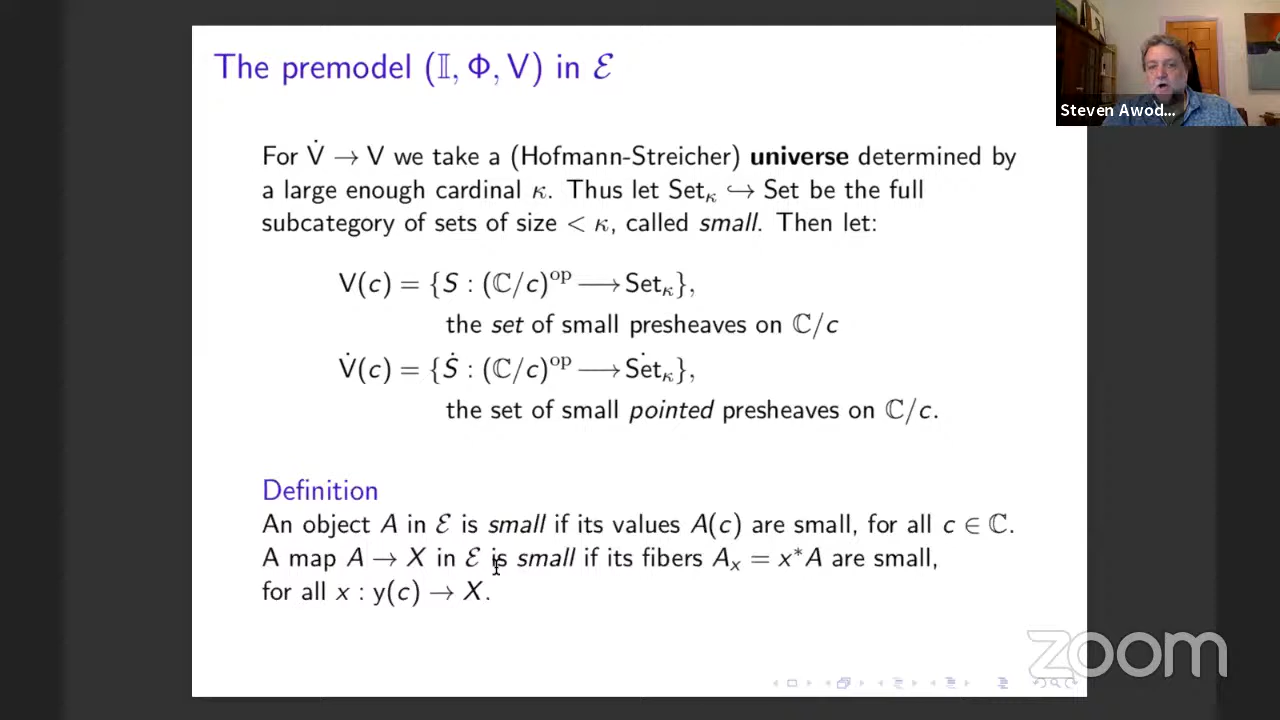 The premodel (𝕀, Φ, V) in ℰ
Steven Awod...
For V̇ → V we take a (Hofmann-Streicher) universe determined by
a large enough cardinal κ. Thus let Set_κ ↪ Set be the full
subcategory of sets of size < κ, called small. Then let:
V(c) = {S : (ℂ/c)^op ⟶ Set_κ},
the set of small presheaves on ℂ/c
V̇(c) = {Ṡ : (ℂ/c)^op ⟶ Sėt_κ},
the set of small pointed presheaves on ℂ/c.
Definition
An object A in ℰ is small if its values A(c) are small, for all c ∈ ℂ.
A map A → X in ℰ is small if its fibers A_x = x*A are small,
for all x : y(c) → X.
zoom